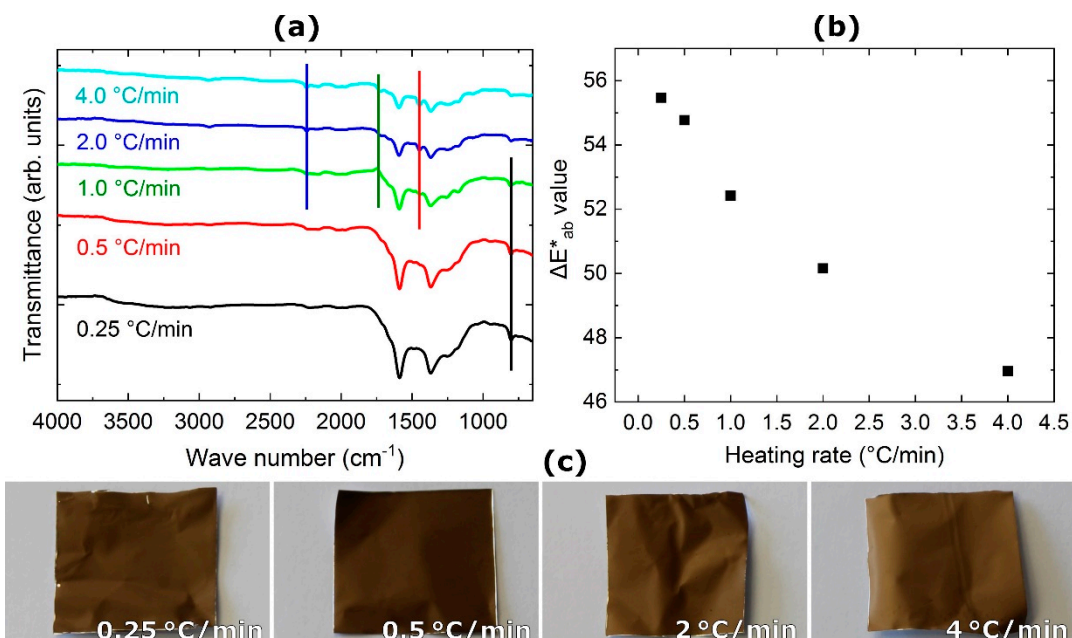 (a)
Transmittance (arb. units)
4.0 °C/min
2.0 °C/min
1.0 °C/min
0.5 °C/min
0.25 °C/min
4000 3500 3000 2500 2000 1500 1000
Wave number (cm⁻¹)
(b)
ΔE*ab value
56
54
52
50
48
46
0.0 0.5 1.0 1.5 2.0 2.5 3.0 3.5 4.0 4.5
Heating rate (°C/min)
(c)
0.25 °C/min
0.5 °C/min
2 °C/min
4 °C/min